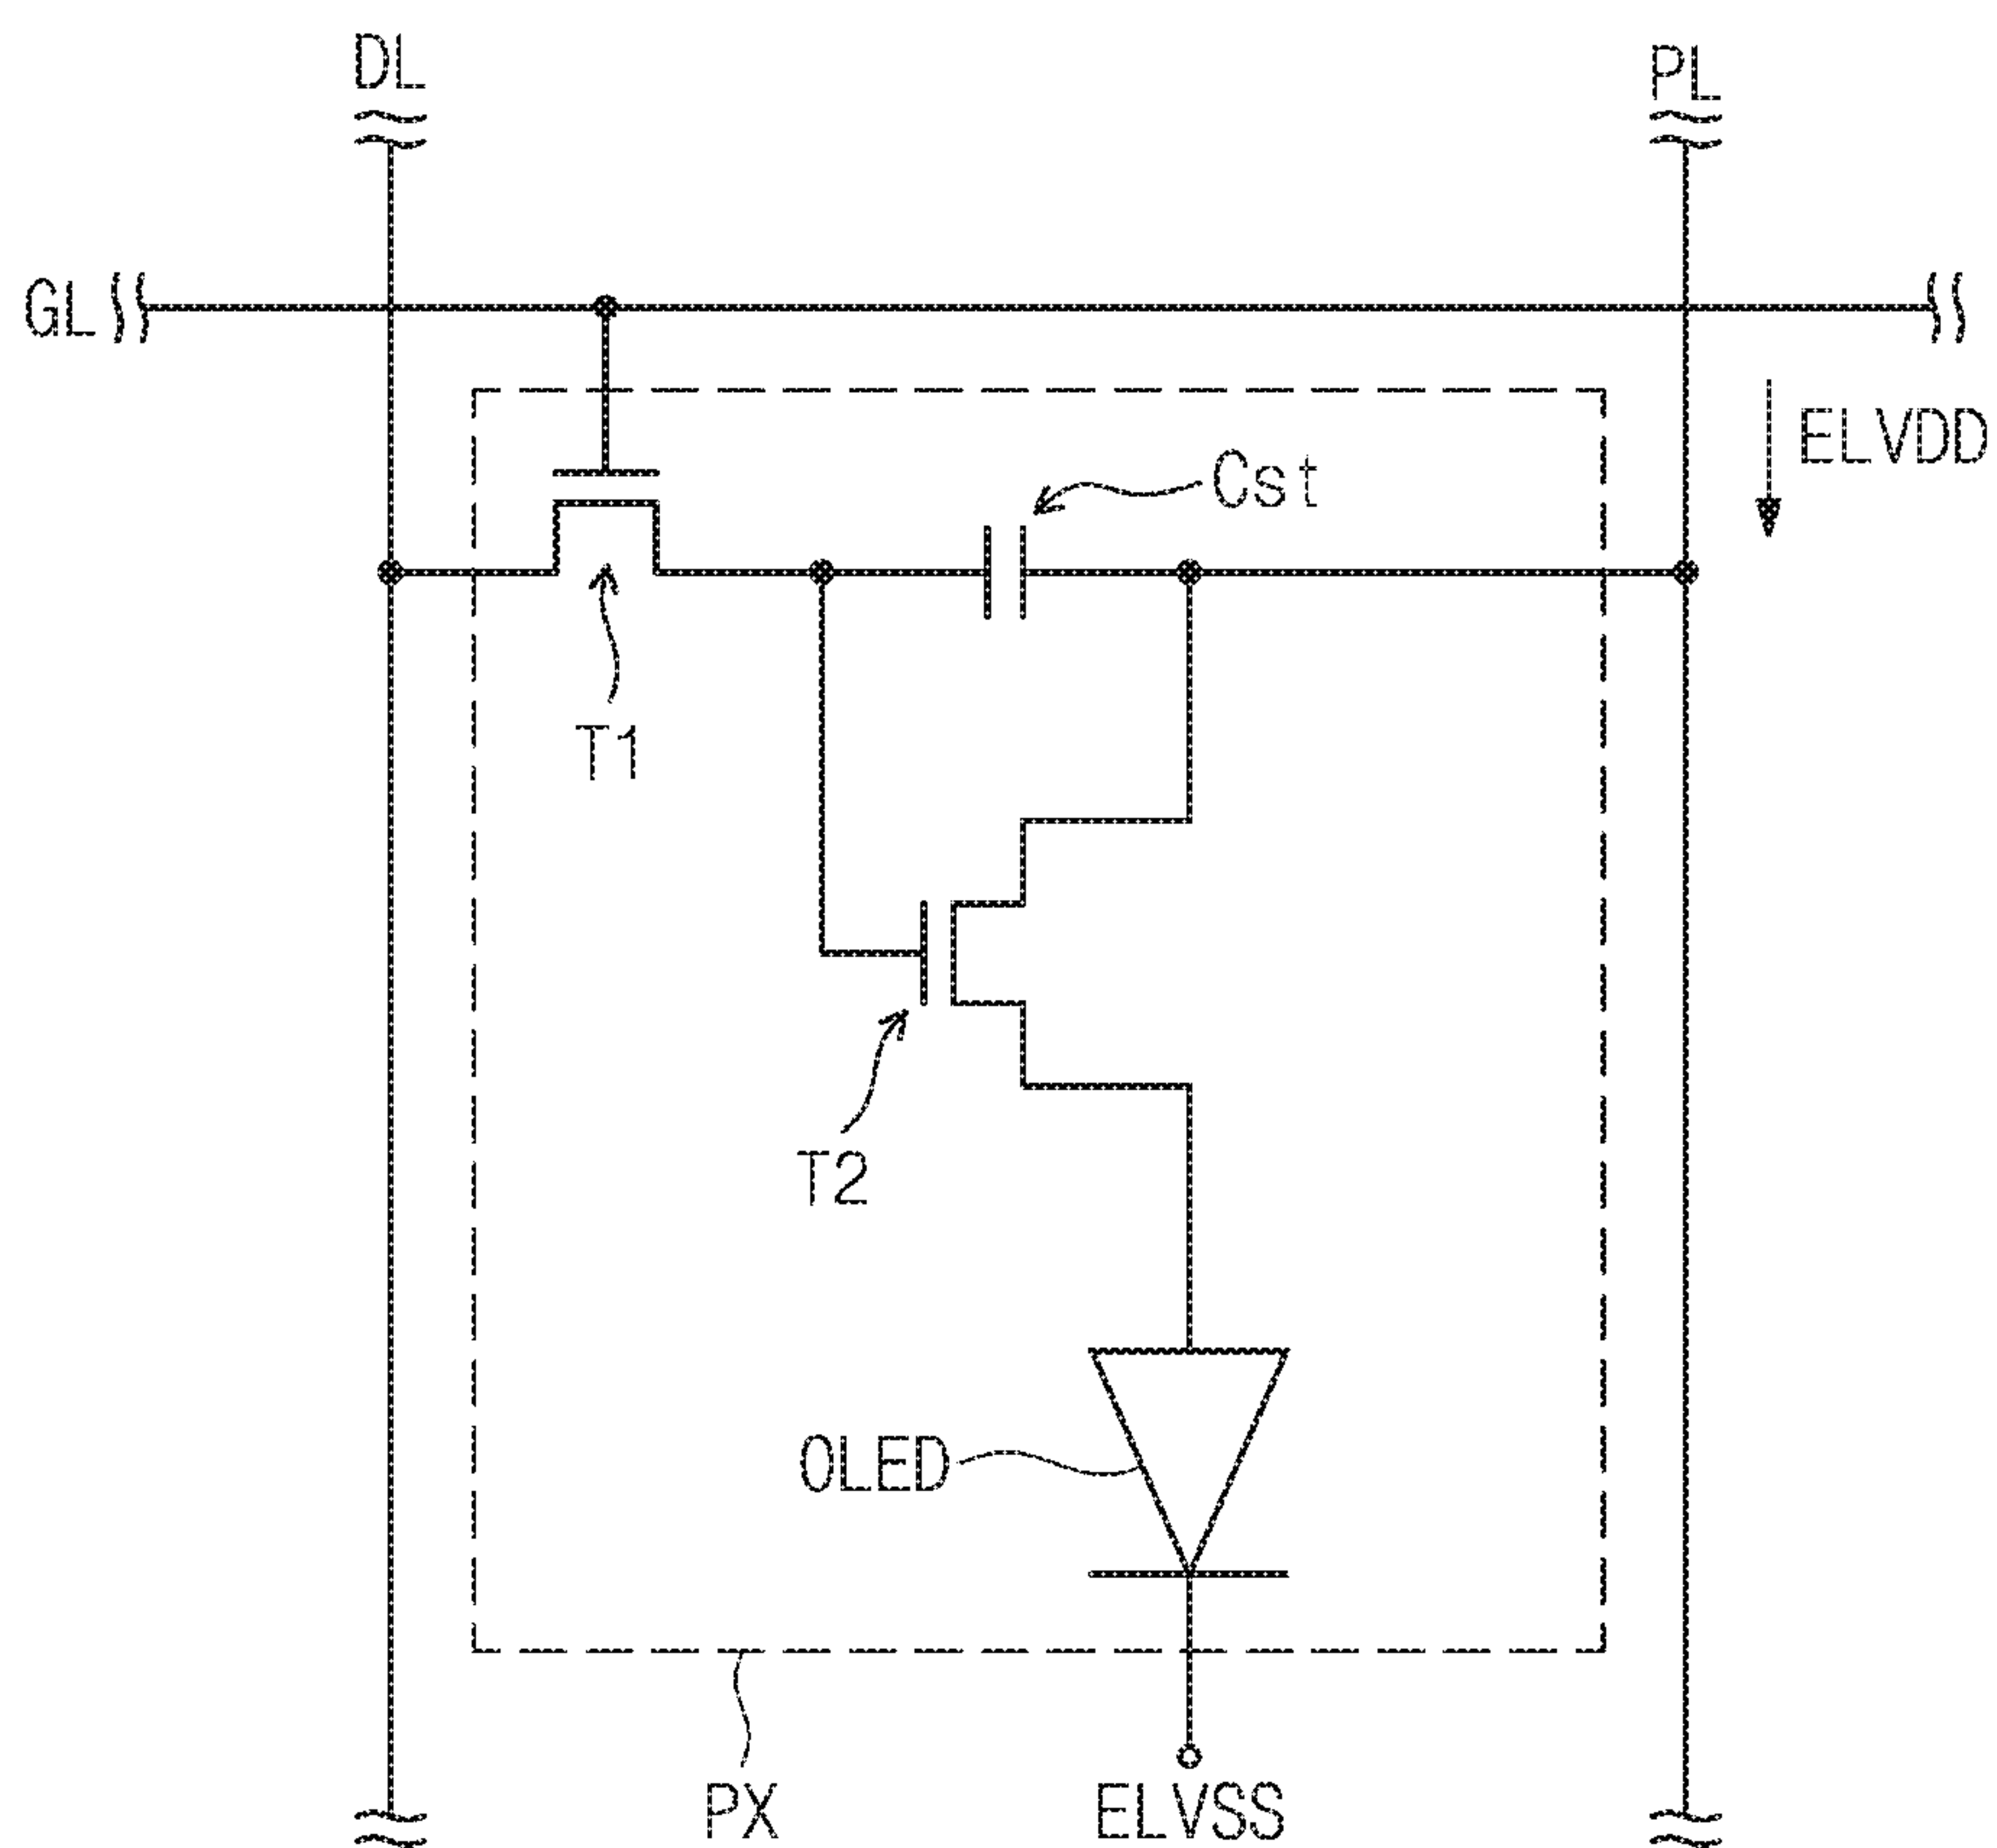 DL
PL
GL
ELVDD
Cst
T1
T2
OLED
PX
ELVSS